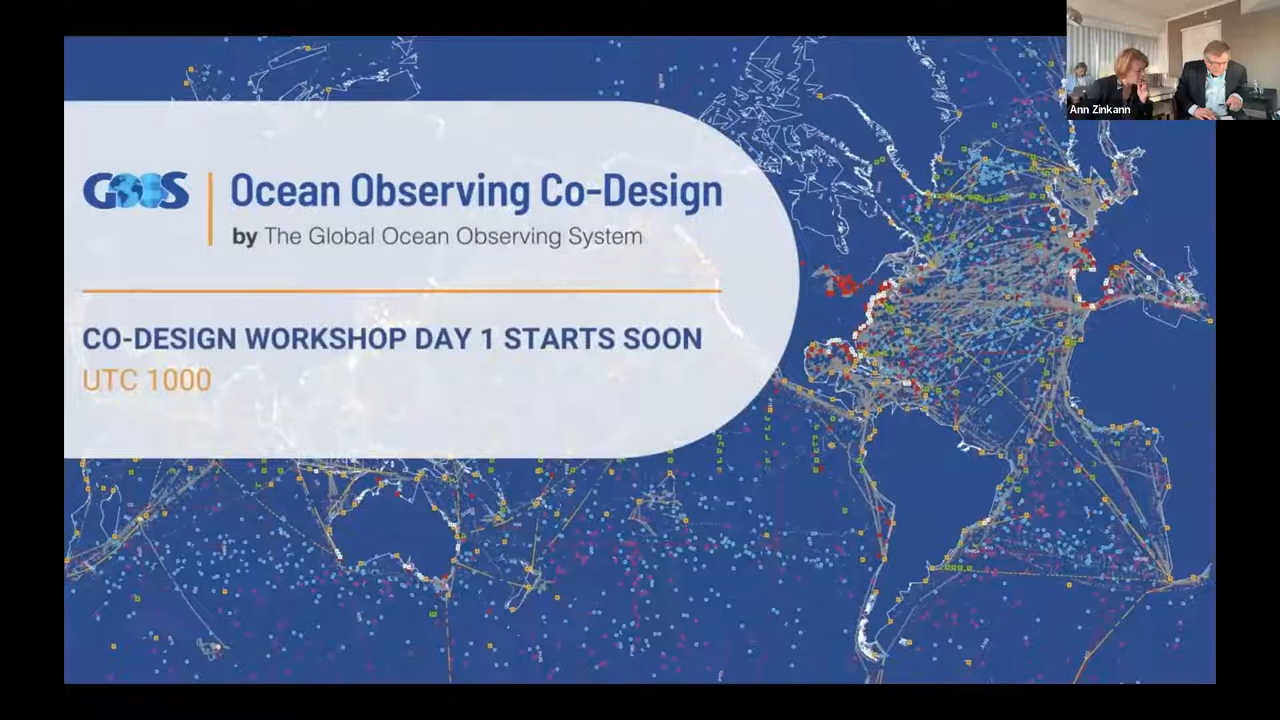 Ann Zinkann
GOOS
Ocean Observing Co-Design
by The Global Ocean Observing System
CO-DESIGN WORKSHOP DAY 1 STARTS SOON
UTC 1000